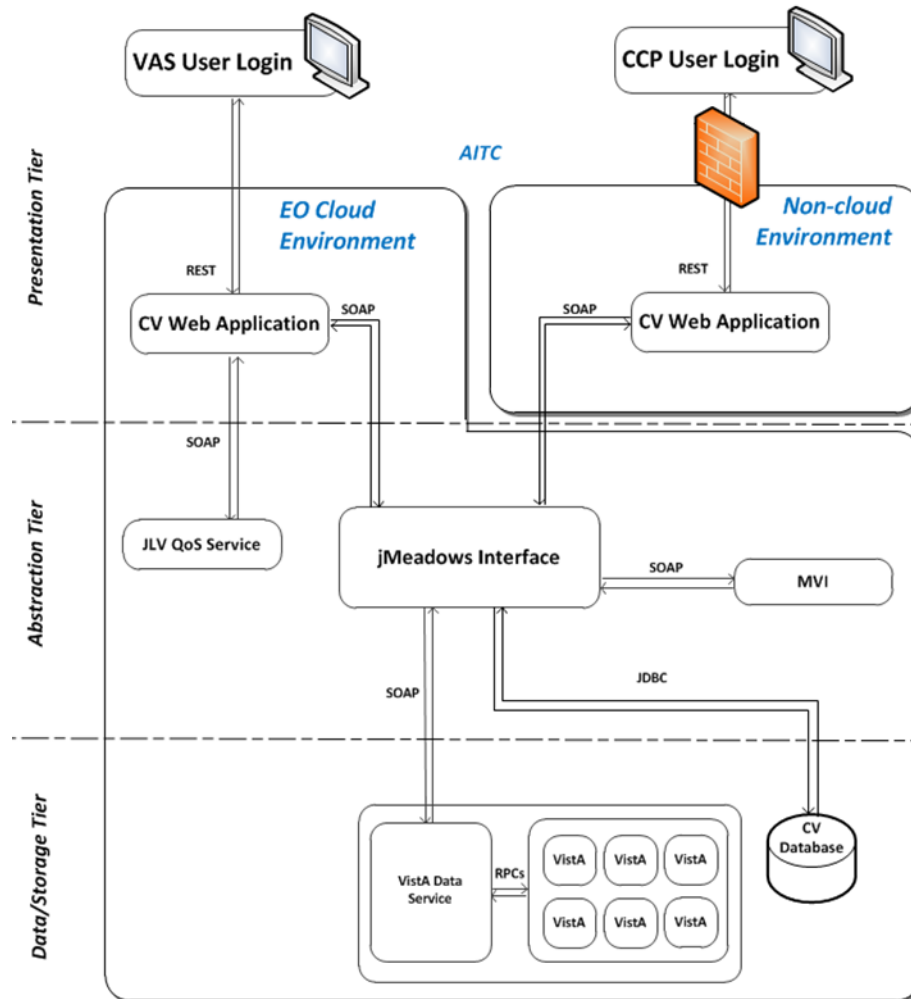 VAS User Login
CCP User Login
Presentation Tier
AITC
EO Cloud
Environment
Non-cloud
Environment
REST
REST
SOAP
SOAP
CV Web Application
CV Web Application
SOAP
Abstraction Tier
JLV QoS Service
jMeadows Interface
SOAP
MVI
SOAP
JDBC
Data/Storage Tier
VistA Data
Service
RPCs
VistA
VistA
VistA
VistA
VistA
VistA
CV
Database